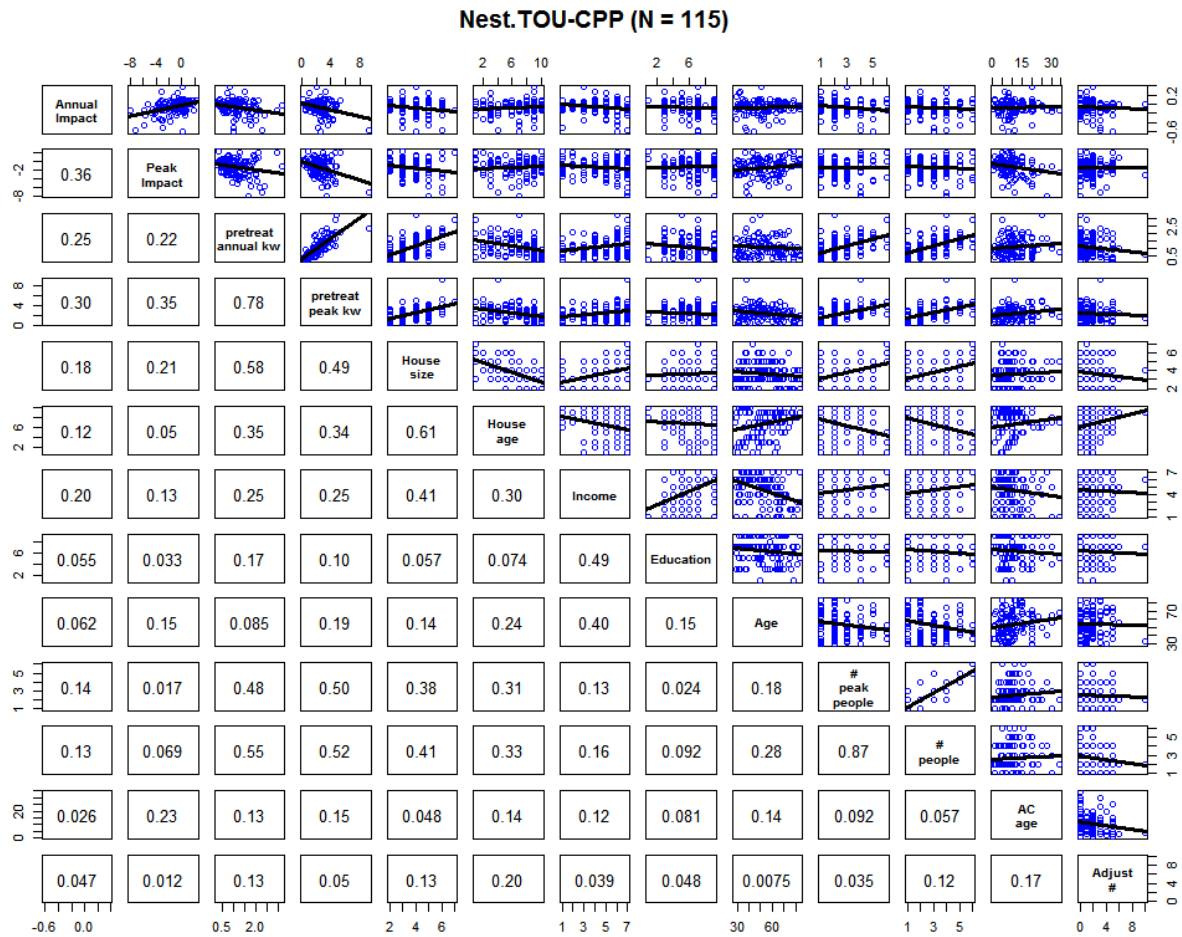 Nest.TOU-CPP (N = 115)
-8 -4 0 0 4 8 2 6 10 2 6 1 3 5 0 15 30
Annual
Impact
0.2
-0.6
-2
-8
0.36
Peak
Impact
0.25 0.22
pretreat
annual kw
2.5
0.5
8
4
0
0.30 0.35 0.78
pretreat
peak kw
0.18 0.21 0.58 0.49
House
size
6
4
2
6
2
0.12 0.05 0.35 0.34 0.61
House
age
0.20 0.13 0.25 0.25 0.41 0.30 Income
7
4
1
6
2
0.055 0.033 0.17 0.10 0.057 0.074 0.49 Education
0.062 0.15 0.085 0.19 0.14 0.24 0.40 0.15 Age
70
50
30
5
3
1
0.14 0.017 0.48 0.50 0.38 0.31 0.13 0.024 0.18
#
peak
people
0.13 0.069 0.55 0.52 0.41 0.33 0.16 0.092 0.28 0.87
#
people
5
3
1
20
0
0.026 0.23 0.13 0.15 0.048 0.14 0.12 0.081 0.14 0.092 0.057
AC
age
0.047 0.012 0.13 0.05 0.13 0.20 0.039 0.048 0.0075 0.035 0.12 0.17
Adjust
#
8
4
0
-0.6 0.0 0.5 2.0 2 4 6 1 3 5 7 30 60 1 3 5 0 4 8